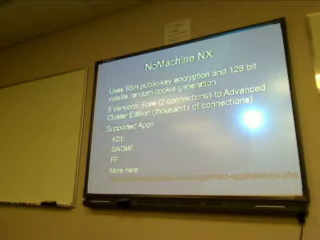 NoMachine NX
Uses SSH public-key encryption and 128 bit
volatile random cookie generation
5 Versions: Free (2 connections) to Advanced
Cluster Edition (thousands of connections)
Supported Apps
KDE
GNOME
FF
More here: